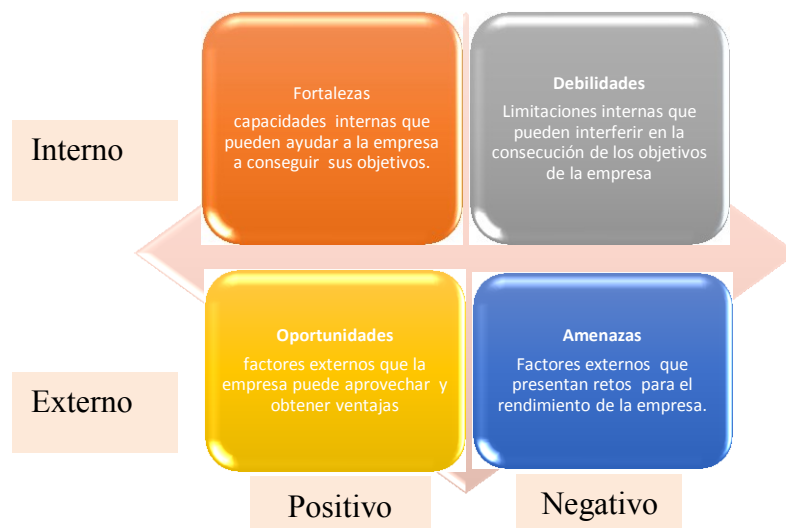 Interno
Fortalezas
capacidades internas que
pueden ayudar a la empresa
a conseguir sus objetivos.
Debilidades
Limitaciones internas que
pueden interferir en la
consecución de los objetivos
de la empresa
Externo
Oportunidades
factores externos que la
empresa puede aprovechar y
obtener ventajas
Amenazas
Factores externos que
presentan retos para el
rendimiento de la empresa.
Positivo
Negativo